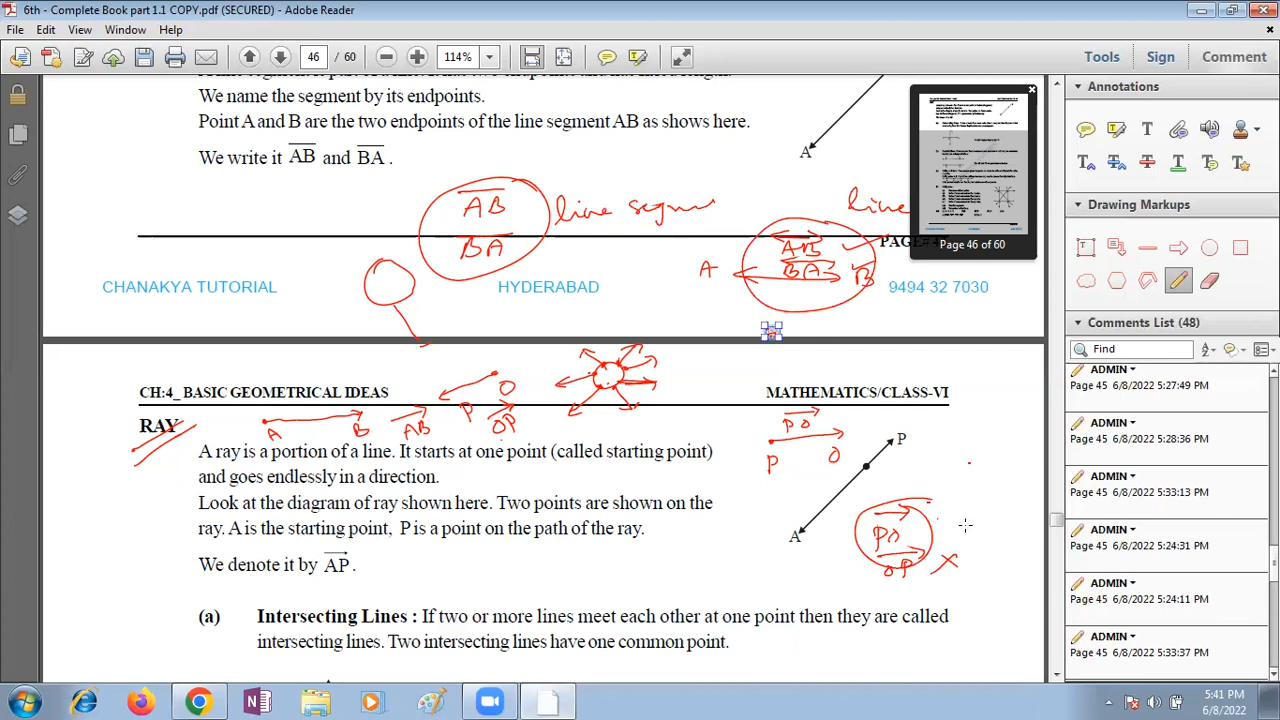 6th - Complete Book part 1.1 COPY.pdf (SECURED) - Adobe Reader
File Edit View Window Help
46 / 60 114% Tools Sign Comment
We name the segment by its endpoints.
Point A and B are the two endpoints of the line segment AB as shows here.
We write it AB and BA .
A
AB line segm
BA
line
AB
BA
A B
PAGE#
Page 46 of 60
CHANAKYA TUTORIAL HYDERABAD 9494 32 7030
CH:4_ BASIC GEOMETRICAL IDEAS MATHEMATICS/CLASS-VI
RAY
A B AB P O OP
PO
P O
A ray is a portion of a line. It starts at one point (called starting point)
and goes endlessly in a direction.
Look at the diagram of ray shown here. Two points are shown on the
ray. A is the starting point, P is a point on the path of the ray.
We denote it by AP .
P
A
PO
OP X
(a) Intersecting Lines : If two or more lines meet each other at one point then they are called
intersecting lines. Two intersecting lines have one common point.
Annotations
Drawing Markups
Comments List (48)
Find
ADMIN
Page 45 6/8/2022 5:27:49
ADMIN
Page 45 6/8/2022 5:28:36
ADMIN
Page 45 6/8/2022 5:33:13
ADMIN
Page 45 6/8/2022 5:24:31
ADMIN
Page 45 6/8/2022 5:24:11
ADMIN
Page 45 6/8/2022 5:33:37
5:41 PM
6/8/2022